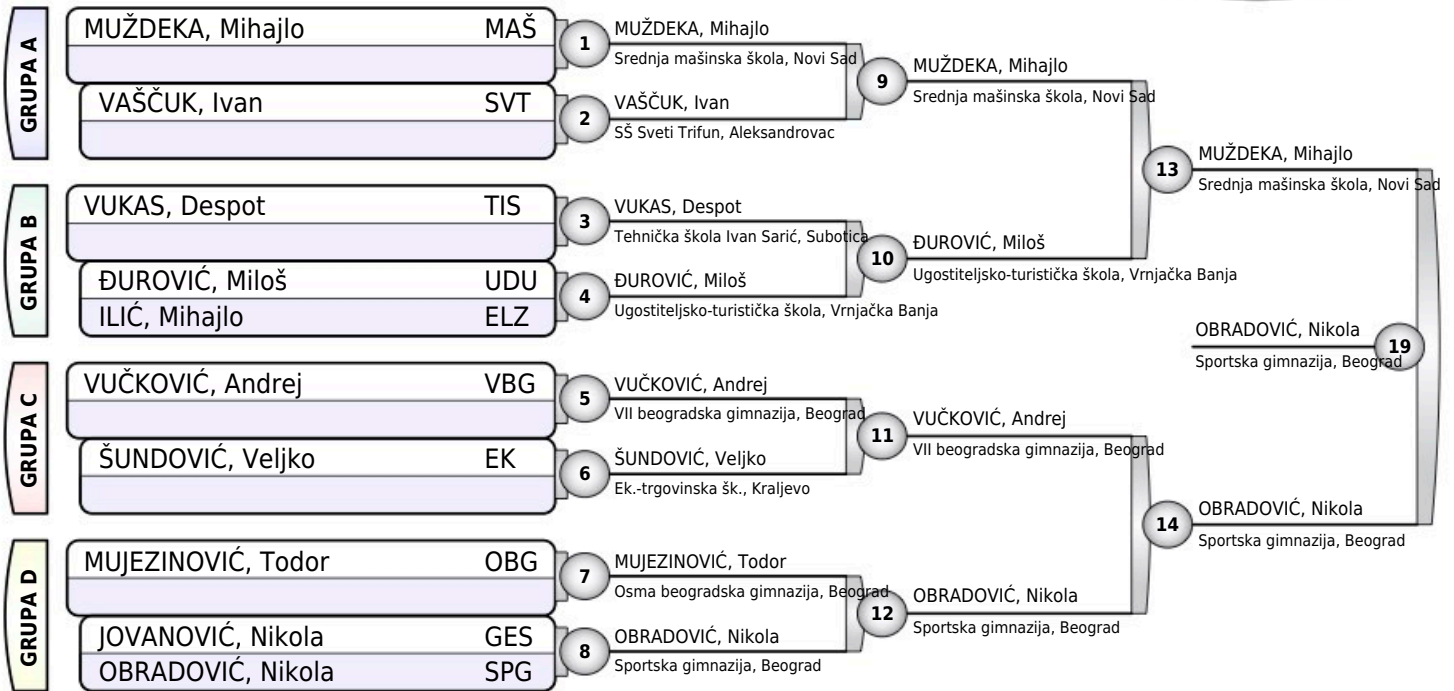 GRUPA A
MUŽDEKA, Mihajlo MAŠ
VAŠČUK, Ivan SVT
GRUPA B
VUKAS, Despot TIS
ĐUROVIĆ, Miloš UDU
ILIĆ, Mihajlo ELZ
GRUPA C
VUČKOVIĆ, Andrej VBG
ŠUNDOVIĆ, Veljko EK
GRUPA D
MUJEZINOVIĆ, Todor OBG
JOVANOVIĆ, Nikola GES
OBRADOVIĆ, Nikola SPG
1
MUŽDEKA, Mihajlo
Srednja mašinska škola, Novi Sad
2
VAŠČUK, Ivan
SŠ Sveti Trifun, Aleksandrovac
3
VUKAS, Despot
Tehnička škola Ivan Sarić, Subotica
4
ĐUROVIĆ, Miloš
Ugostiteljsko-turistička škola, Vrnjačka Banja
5
VUČKOVIĆ, Andrej
VII beogradska gimnazija, Beograd
6
ŠUNDOVIĆ, Veljko
Ek.-trgovinska šk., Kraljevo
7
MUJEZINOVIĆ, Todor
Osma beogradska gimnazija, Beograd
8
OBRADOVIĆ, Nikola
Sportska gimnazija, Beograd
9
MUŽDEKA, Mihajlo
Srednja mašinska škola, Novi Sad
10
ĐUROVIĆ, Miloš
Ugostiteljsko-turistička škola, Vrnjačka Banja
11
VUČKOVIĆ, Andrej
VII beogradska gimnazija, Beograd
12
OBRADOVIĆ, Nikola
Sportska gimnazija, Beograd
13
MUŽDEKA, Mihajlo
Srednja mašinska škola, Novi Sad
14
OBRADOVIĆ, Nikola
Sportska gimnazija, Beograd
OBRADOVIĆ, Nikola
19
Sportska gimnazija, Beograd